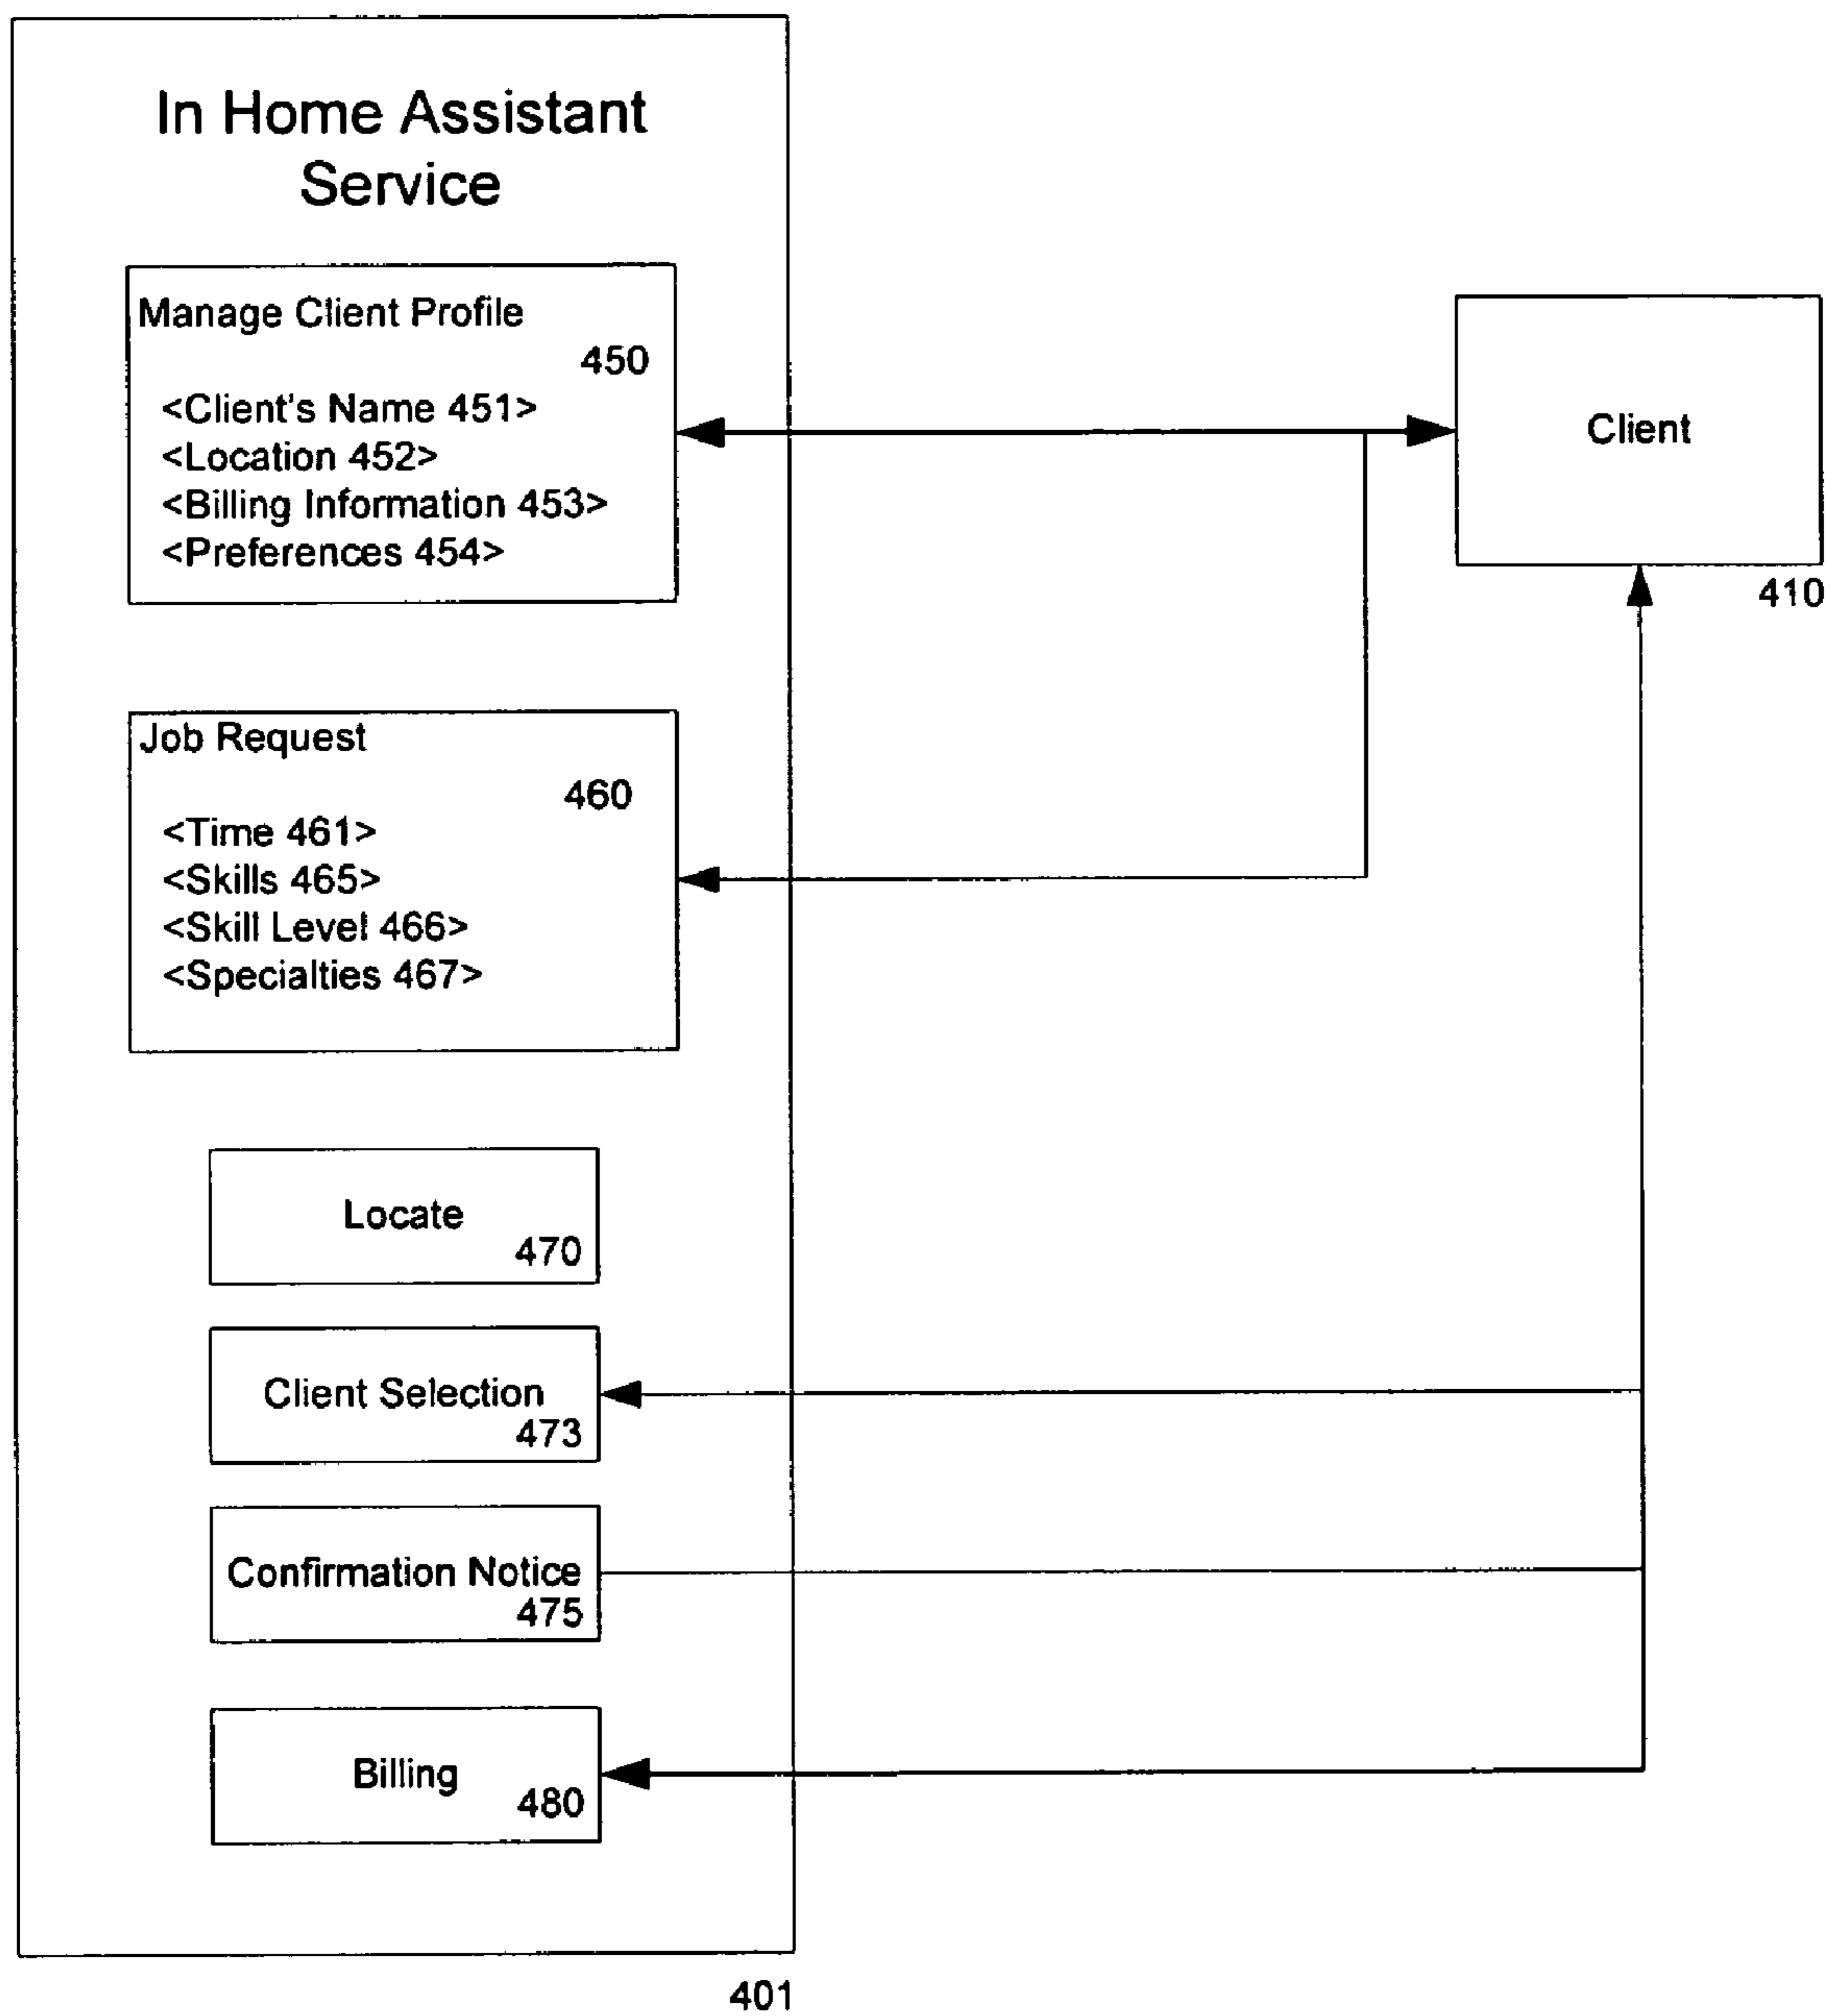 In Home Assistant
Service
Manage Client Profile
450
<Client's Name 451>
<Location 452>
<Billing Information 453>
<Preferences 454>
Client
410
Job Request
460
<Time 461>
<Skills 465>
<Skill Level 466>
<Specialties 467>
Locate
470
Client Selection
473
Confirmation Notice
475
Billing
480
401